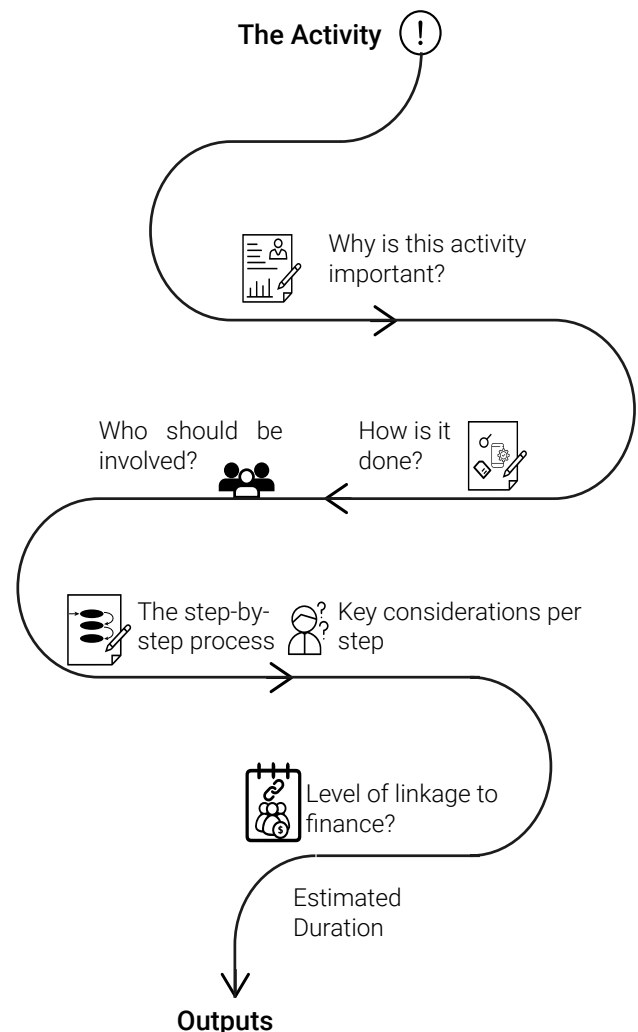 The Activity
Why is this activity
important?
Who should be
involved?
How is it
done?
The step-by-
step process
Key considerations per
step
Level of linkage to
finance?
Estimated
Duration
Outputs